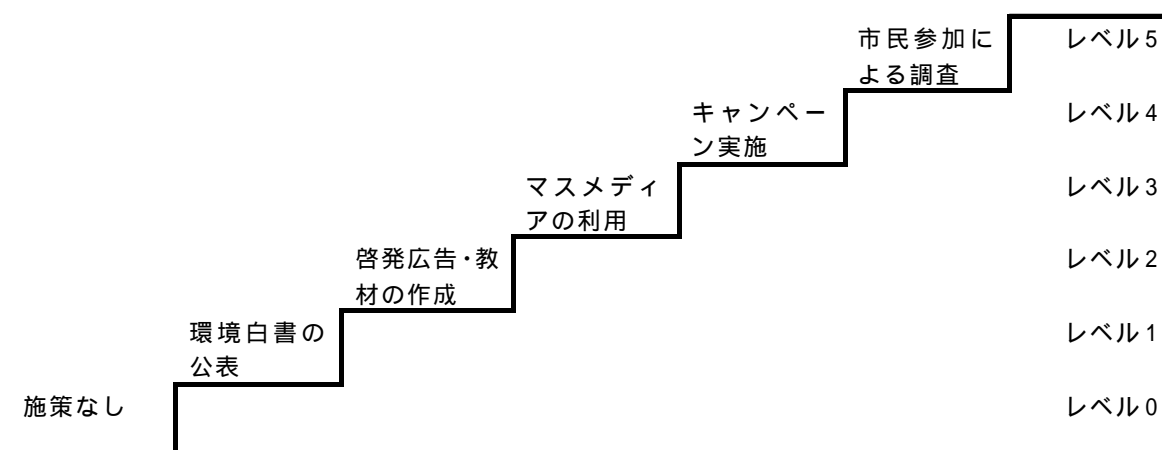 市民参加に
よる調査
レベル5
キャンペー
ン実施
レベル4
マスメディ
アの利用
レベル3
啓発広告・教
材の作成
レベル2
環境白書の
公表
レベル1
施策なし
レベル0